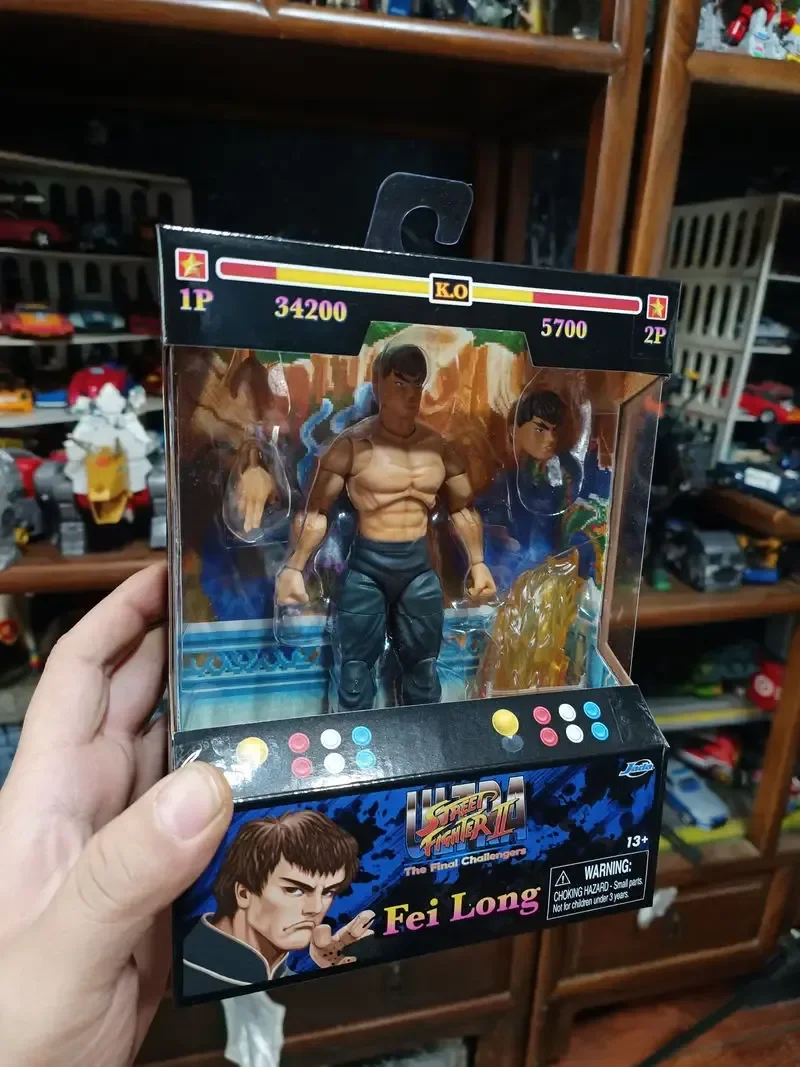 K.O
1P
34200
5700
2P
Jada
ULTRA
STREET
FIGHTER II
The Final Challengers
13+
Fei Long
WARNING:
CHOKING HAZARD - Small parts.
Not for children under 3 years.